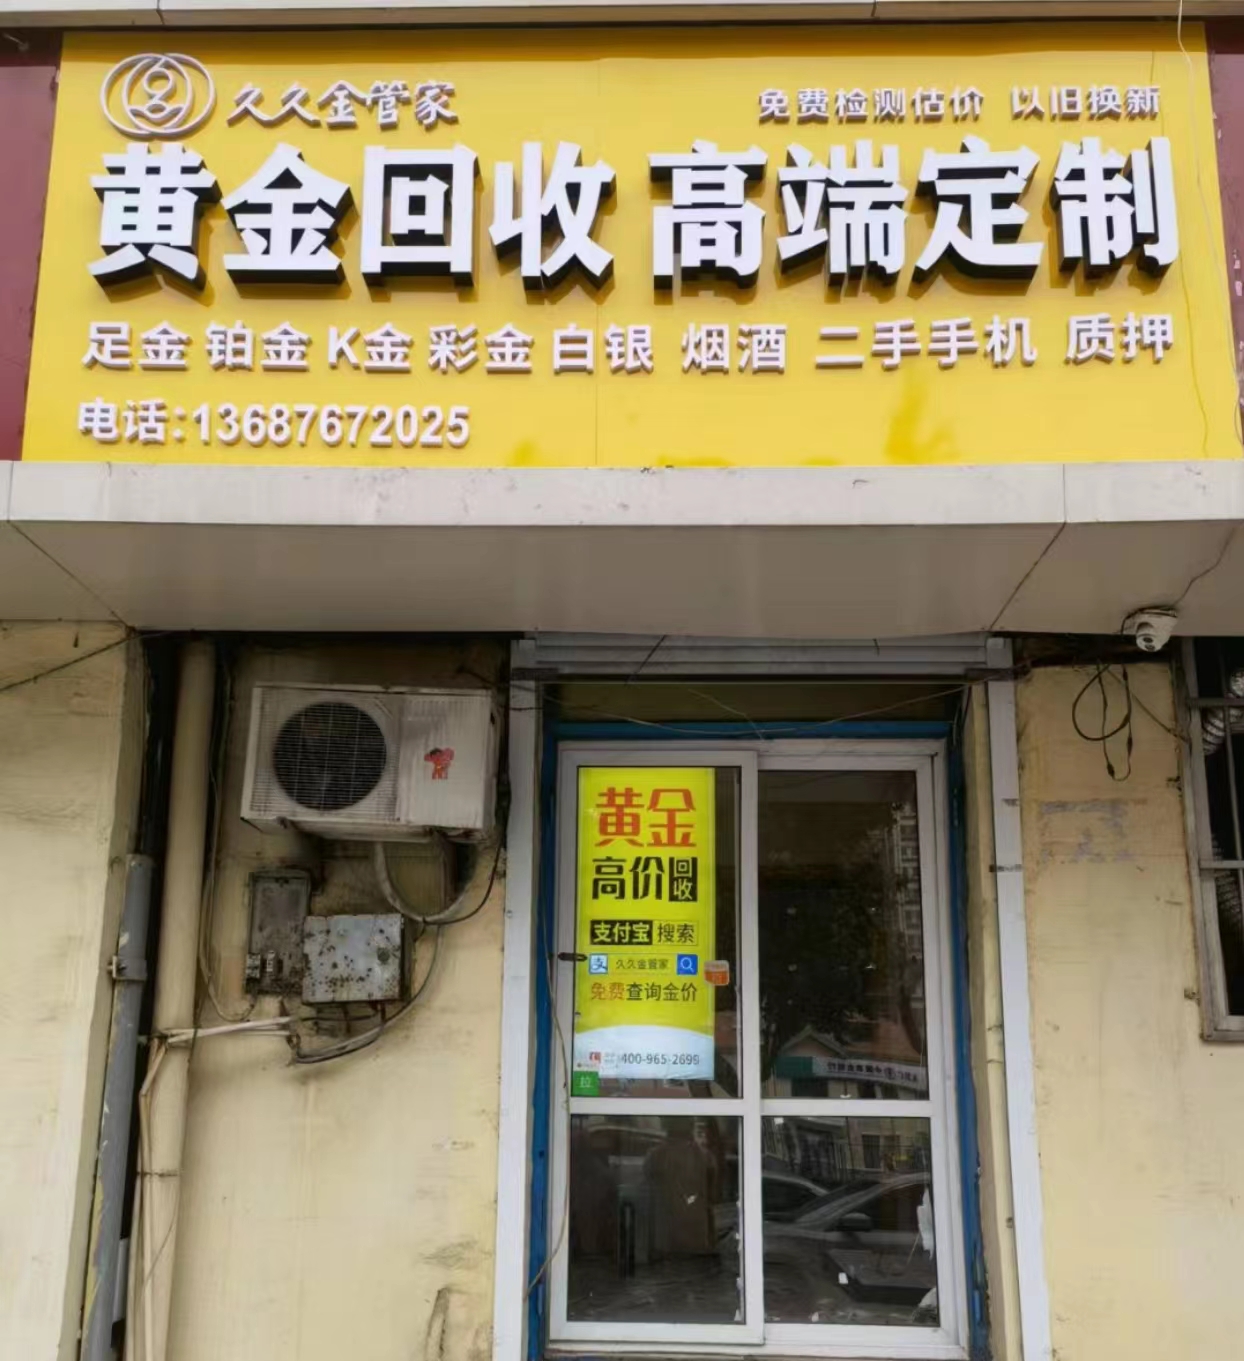 久久金管家
免费检测估价 以旧换新
黄金回收 高端定制
足金 铂金 K金 彩金 白银 烟酒 二手手机 质押
电话:13687672025
黄金
高价回收
支付宝 搜索
支 久久金管家
免费查询金价
400-965-2699
拉